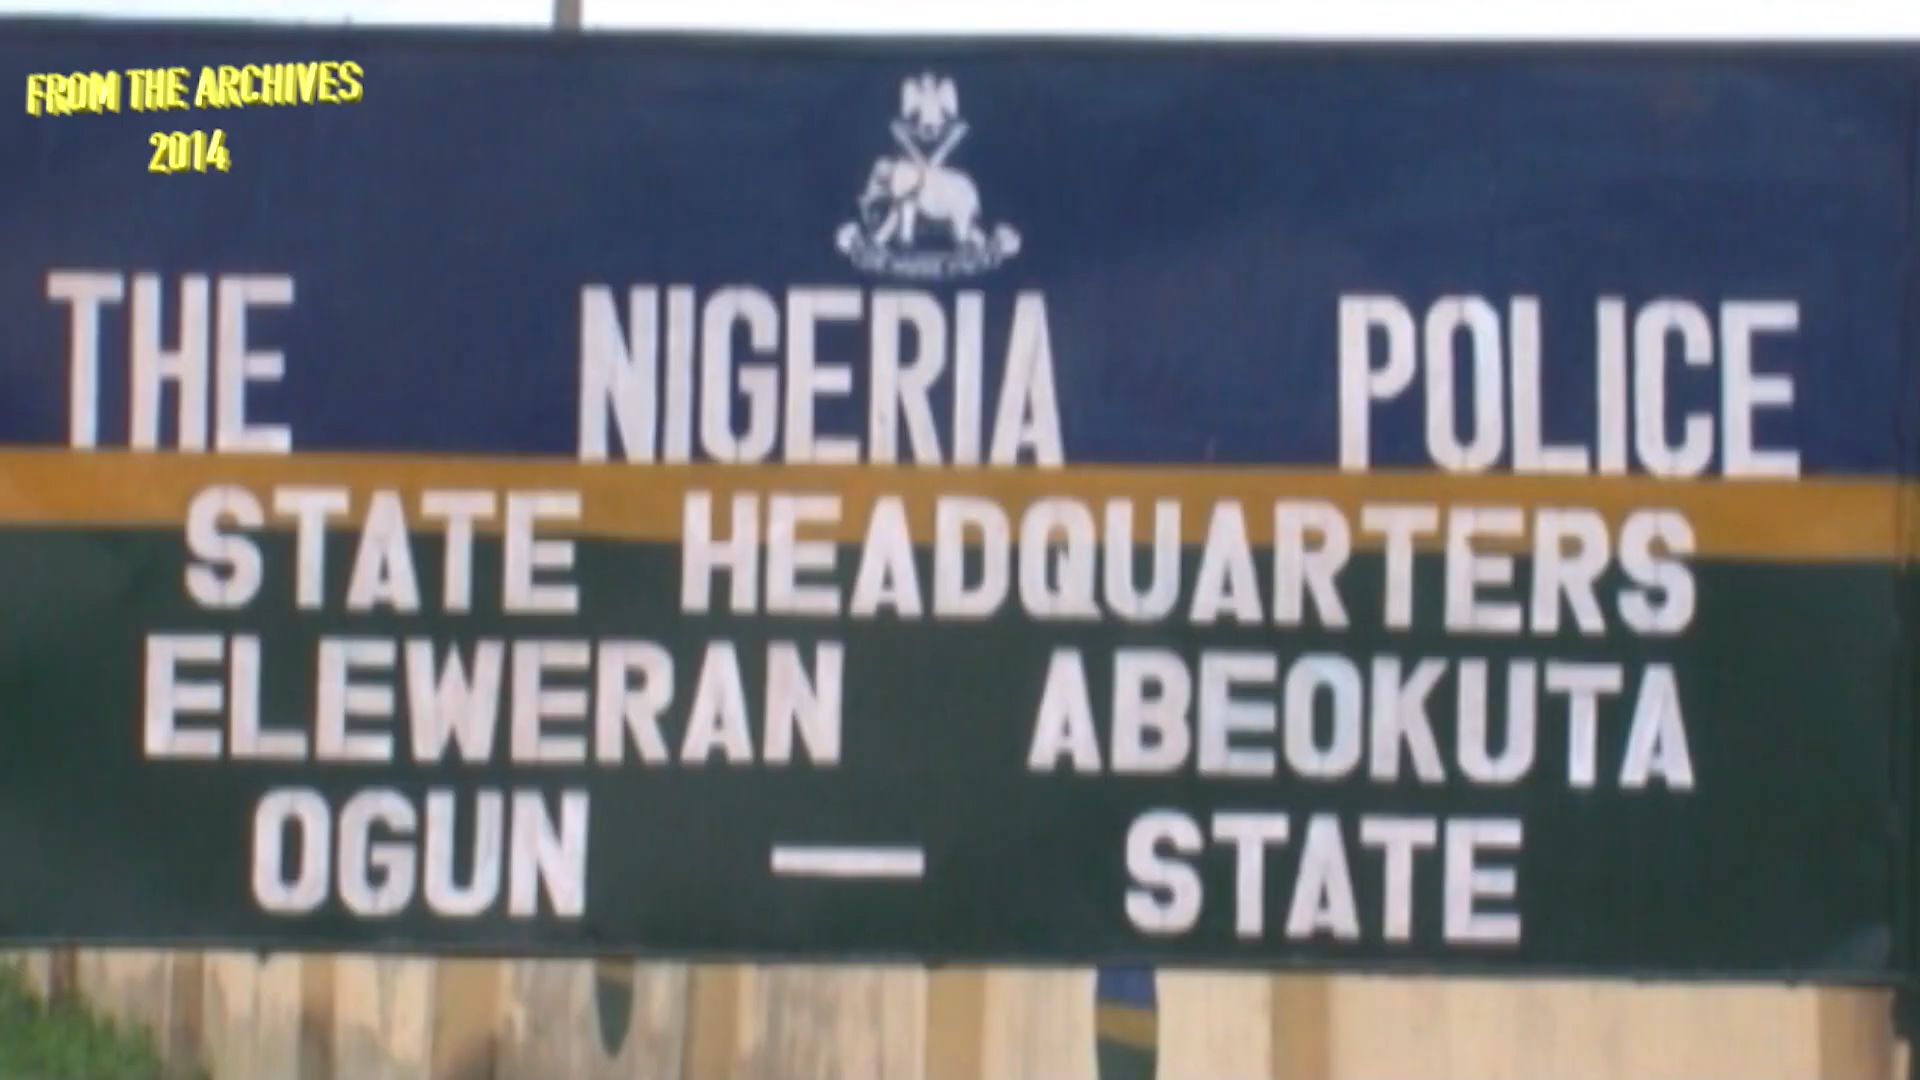 FROM THE ARCHIVES
2014
THE NIGERIA POLICE
STATE HEADQUARTERS
ELEWERAN ABEOKUTA
OGUN — STATE